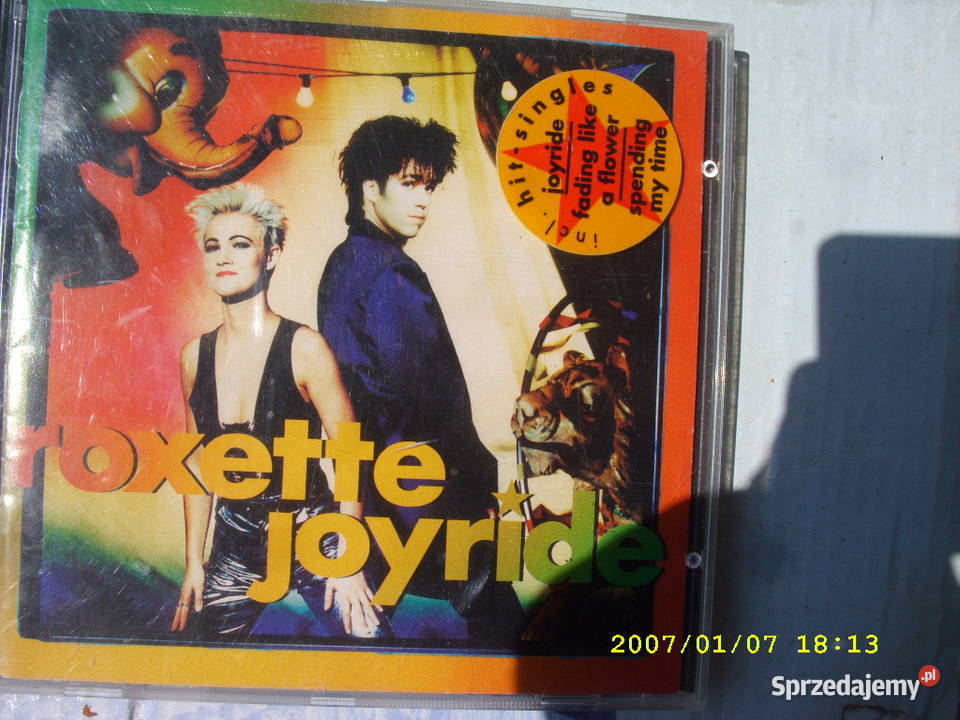 incl. hit-singles
joyride
fading like
a flower
spending
my time
roxette
joyride
2007/01/07 18:13
Sprzedajemy.pl